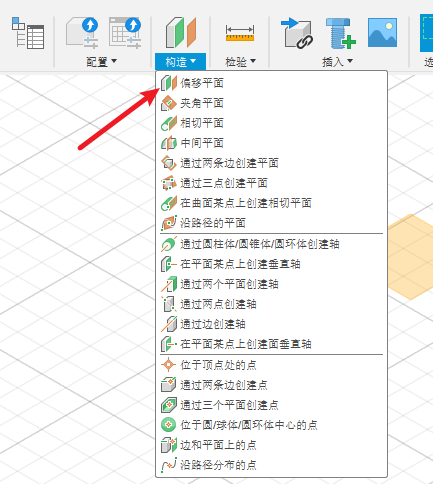 配置 构造 检验 插入 选
偏移平面
夹角平面
相切平面
中间平面
通过两条边创建平面
通过三点创建平面
在曲面某点上创建相切平面
沿路径的平面
通过圆柱体/圆锥体/圆环体创建轴
在平面某点上创建垂直轴
通过两个平面创建轴
通过两点创建轴
通过边创建轴
在平面某点上创建面垂直轴
位于顶点处的点
通过两条边创建点
通过三个平面创建点
位于圆/球体/圆环体中心的点
边和平面上的点
沿路径分布的点